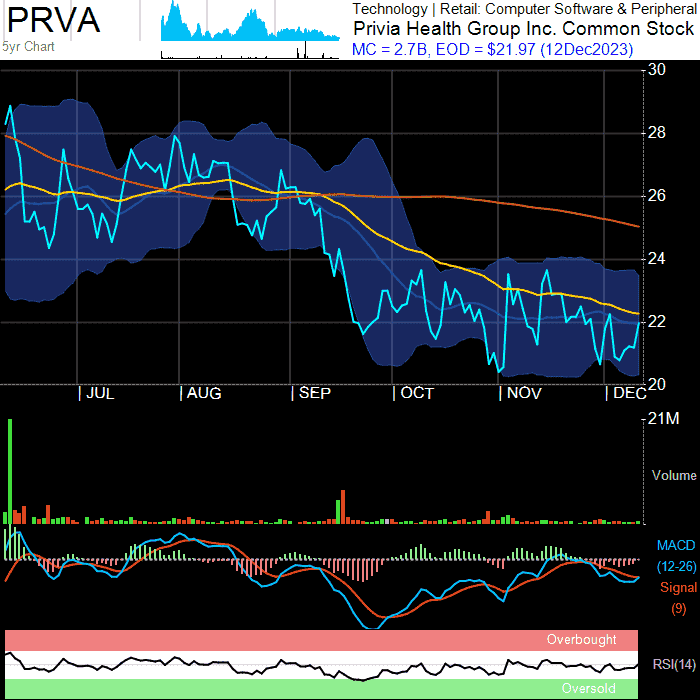 PRVA
5yr Chart
Technology | Retail: Computer Software & Peripheral
Privia Health Group Inc. Common Stock
MC = 2.7B, EOD = $21.97 (12Dec2023)
30
28
26
24
22
20
| JUL
| AUG
| SEP
| OCT
| NOV
| DEC
21M
Volume
MACD
(12-26)
Signal
(9)
Overbought
RSI(14)
Oversold